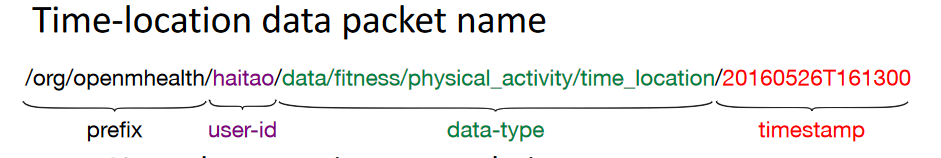 Time-location data packet name
/org/openmhealth/haitao/data/fitness/physical_activity/time_location/20160526T161300
prefix user-id data-type timestamp